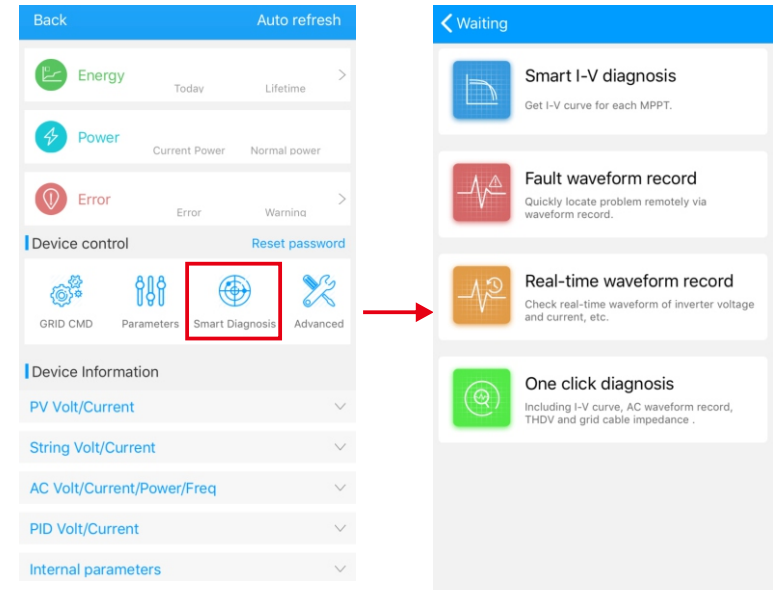 Back Auto refresh
Energy
Today Lifetime
Power
Current Power Normal power
Error
Error Warning
Device control Reset password
GRID CMD Parameters Smart Diagnosis Advanced
Device Information
PV Volt/Current
String Volt/Current
AC Volt/Current/Power/Freq
PID Volt/Current
Internal parameters
Waiting
Smart I-V diagnosis
Get I-V curve for each MPPT.
Fault waveform record
Quickly locate problem remotely via
waveform record.
Real-time waveform record
Check real-time waveform of inverter voltage
and current, etc.
One click diagnosis
Including I-V curve, AC waveform record,
THDV and grid cable impedance .